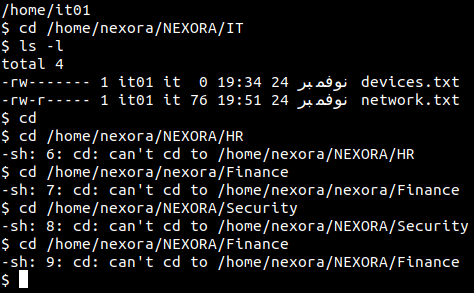 /home/it01
$ cd /home/nexora/NEXORA/IT
$ ls -l
total 4
-rw------- 1 it01 it  0 19:34 24 نوفمبر devices.txt
-rw-r----- 1 it01 it 76 19:51 24 نوفمبر network.txt
$ cd
$ cd /home/nexora/NEXORA/HR
-sh: 6: cd: can't cd to /home/nexora/NEXORA/HR
$ cd /home/nexora/nexora/Finance
-sh: 7: cd: can't cd to /home/nexora/nexora/Finance
$ cd /home/nexora/NEXORA/Security
-sh: 8: cd: can't cd to /home/nexora/NEXORA/Security
$ cd /home/nexora/NEXORA/Finance
-sh: 9: cd: can't cd to /home/nexora/NEXORA/Finance
$